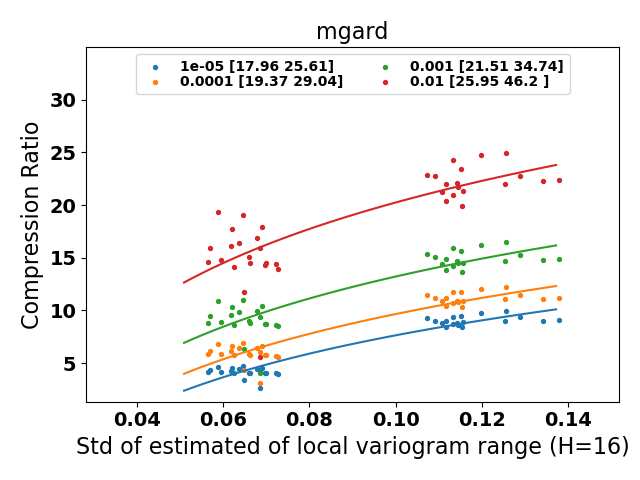 mgard
1e-05 [17.96 25.61]
0.0001 [19.37 29.04]
0.001 [21.51 34.74]
0.01 [25.95 46.2 ]
Compression Ratio
30
25
20
15
10
5
0.04 0.06 0.08 0.10 0.12 0.14
Std of estimated of local variogram range (H=16)